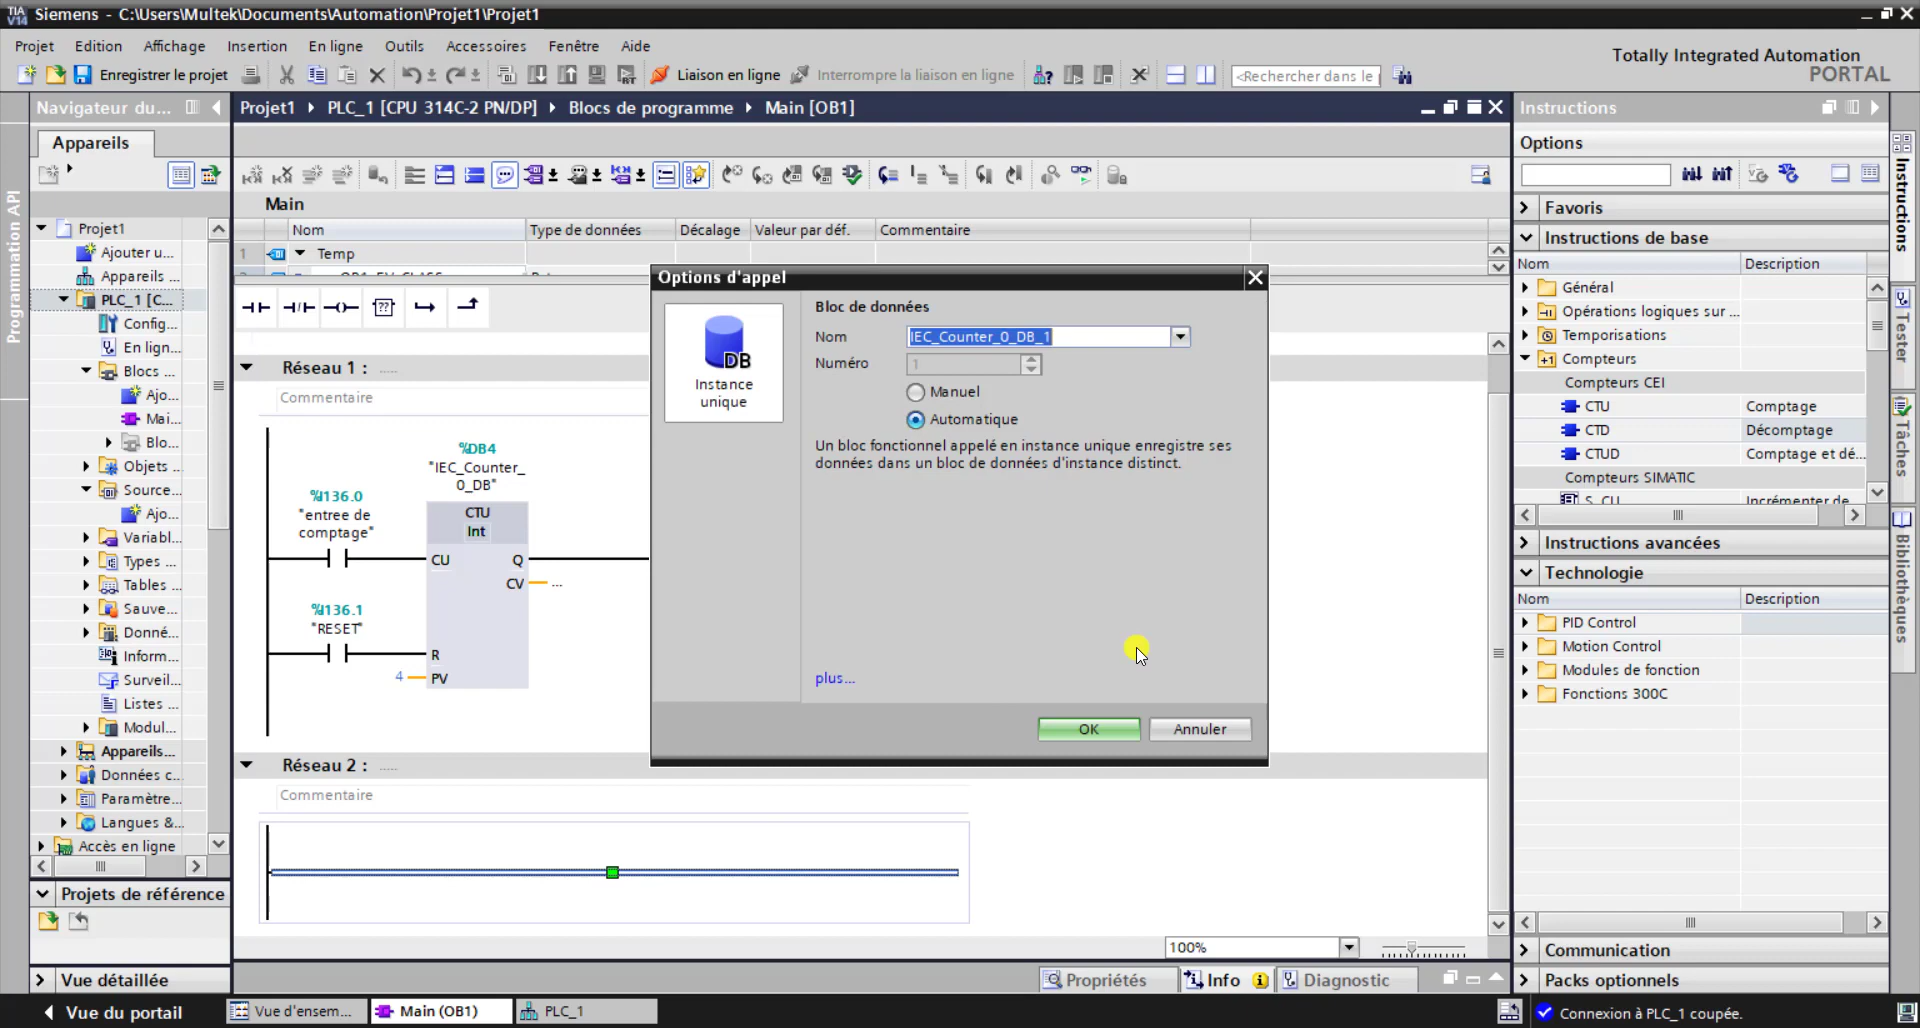 TIA V14 Siemens - C:\Users\Multek\Documents\Automation\Projet1\Projet1
Projet Edition Affichage Insertion En ligne Outils Accessoires Fenêtre Aide
Totally Integrated Automation
PORTAL
Enregistrer le projet
Liaison en ligne
Interrompre la liaison en ligne
<Rechercher dans le
Navigateur du...
Projet1 PLC_1 [CPU 314C-2 PN/DP] Blocs de programme Main [OB1]
Instructions
Appareils
Options
Programmation API
Main
Nom Type de données Décalage Valeur par déf. Commentaire
1 Temp
Projet1
Ajouter u...
Appareils ...
PLC_1 [C...
Config...
En lign...
Blocs ...
Ajo...
Mai...
Blo...
Objets ...
Source...
Ajo...
Variabl...
Types ...
Tables ...
Sauve...
Donné...
Inform...
Surveil...
Listes ...
Modul...
Appareils...
Données c...
Paramètre...
Langues &...
Accès en ligne
Projets de référence
Vue détaillée
??
Réseau 1 : .....
Commentaire
%DB4
"IEC_Counter_
0_DB"
%I136.0
"entree de
comptage"
CTU
Int
CU Q
CV ...
%I136.1
"RESET"
R
4 PV
Réseau 2 : .....
Commentaire
100%
Options d'appel
DB
Instance
unique
Bloc de données
Nom IEC_Counter_0_DB_1
Numéro 1
Manuel
Automatique
Un bloc fonctionnel appelé en instance unique enregistre ses
données dans un bloc de données d'instance distinct.
plus...
OK Annuler
Favoris
Instructions de base
Nom Description
Général
Opérations logiques sur ...
Temporisations
Compteurs
Compteurs CEI
CTU Comptage
CTD Décomptage
CTUD Comptage et dé...
Compteurs SIMATIC
S_CU Incrémenter de
Instructions avancées
Technologie
Nom Description
PID Control
Motion Control
Modules de fonction
Fonctions 300C
Communication
Packs optionnels
Instructions
Tester
Tâches
Bibliothèques
Propriétés Info Diagnostic
Vue du portail Vue d'ensem... Main (OB1) PLC_1
Connexion à PLC_1 coupée.